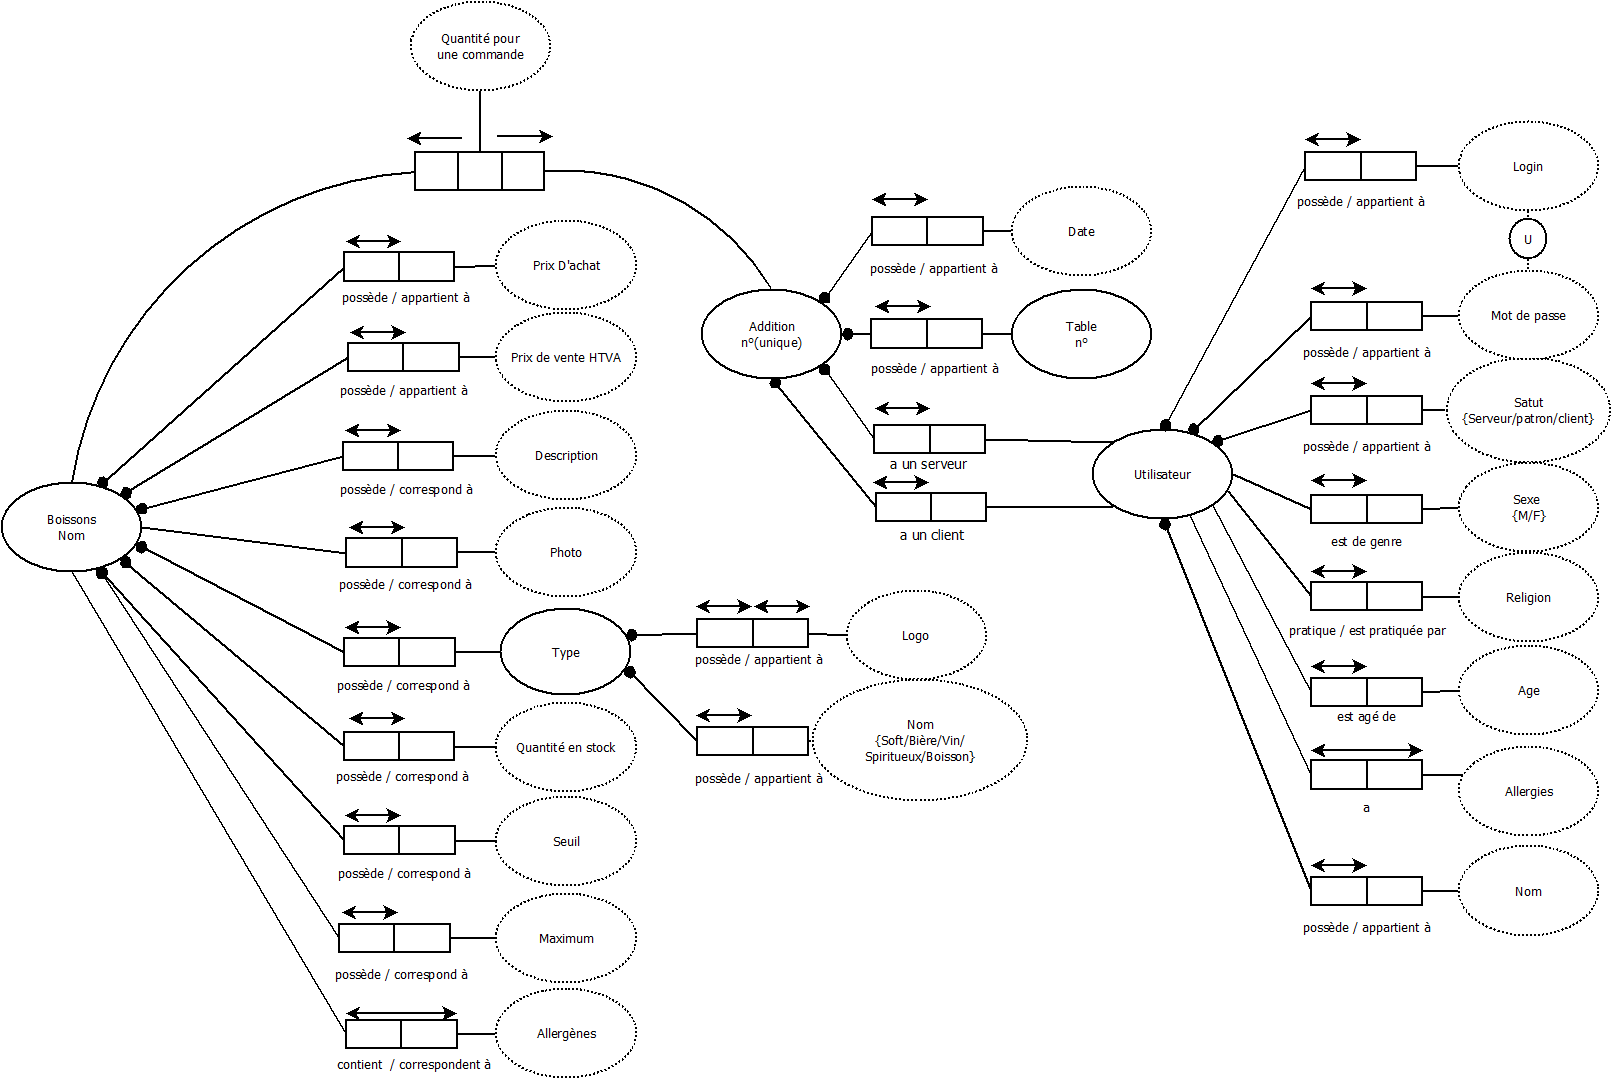 Quantité pour
une commande
Prix D'achat
possède / appartient à
Prix de vente HTVA
possède / appartient à
Description
possède / correspond à
Boissons
Nom
Photo
possède / correspond à
Type
possède / correspond à
Quantité en stock
possède / correspond à
Seuil
possède / correspond à
Maximum
possède / correspond à
Allergènes
contient / correspondent à
Logo
possède / appartient à
Nom
{Soft/Bière/Vin/
Spiritueux/Boisson}
possède / appartient à
Addition
n°(unique)
Date
possède / appartient à
Table
n°
possède / appartient à
a un serveur
a un client
Utilisateur
Login
possède / appartient à
U
Mot de passe
possède / appartient à
Satut
{Serveur/patron/client}
possède / appartient à
Sexe
{M/F}
est de genre
Religion
pratique / est pratiquée par
Age
est agé de
Allergies
a
Nom
possède / appartient à